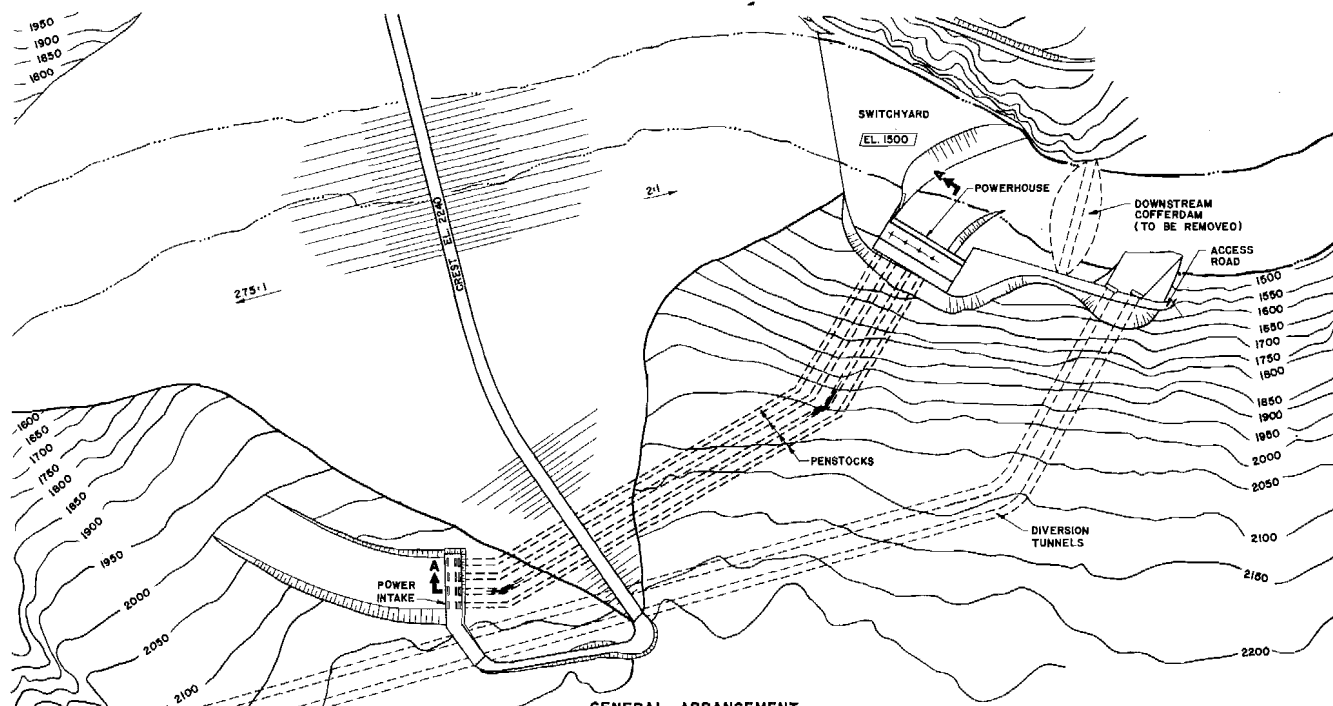 1950
1900
1850
1800
SWITCHYARD
EL. 1500
A
POWERHOUSE
DOWNSTREAM
COFFERDAM
(TO BE REMOVED)
ACCESS
ROAD
2:1
CREST EL. 2240
2.75:1
1500
1550
1600
1650
1700
1750
1800
1850
1900
1950
2000
2050
2100
2150
2200
PENSTOCKS
DIVERSION
TUNNELS
1600
1650
1700
1750
1800
1850
1900
1950
2000
2050
2100
A
POWER
INTAKE
GENERAL ARRANGEMENT